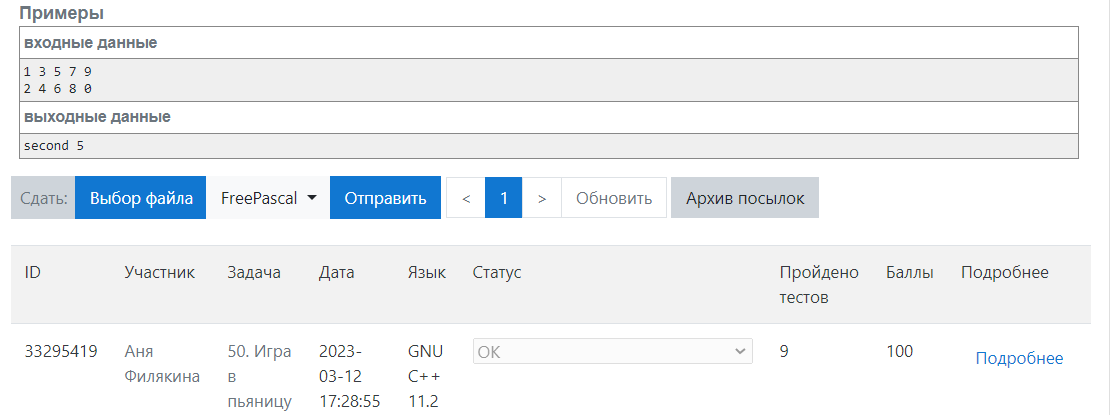 Примеры
входные данные
1 3 5 7 9
2 4 6 8 0
выходные данные
second 5
Сдать: Выбор файла FreePascal Отправить < 1 > Обновить Архив посылок
ID Участник Задача Дата Язык Статус Пройдено тестов Баллы Подробнее
33295419 Аня Филякина 50. Игра в пьяницу 2023-03-12 17:28:55 GNU C++ 11.2 OK 9 100 Подробнее